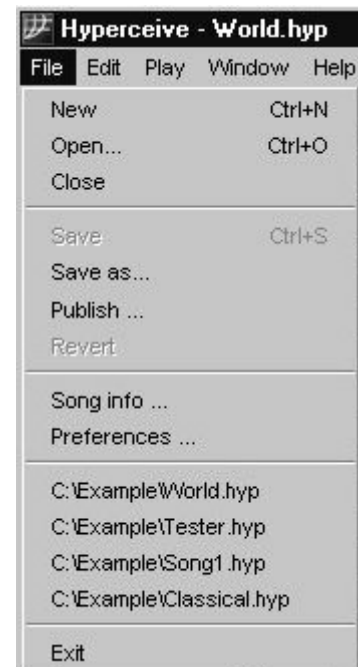 Hyperceive - World.hyp
File Edit Play Window Help
New Ctrl+N
Open... Ctrl+O
Close
Save Ctrl+S
Save as...
Publish ...
Revert
Song info ...
Preferences ...
C:\Example\World.hyp
C:\Example\Tester.hyp
C:\Example\Song1.hyp
C:\Example\Classical.hyp
Exit